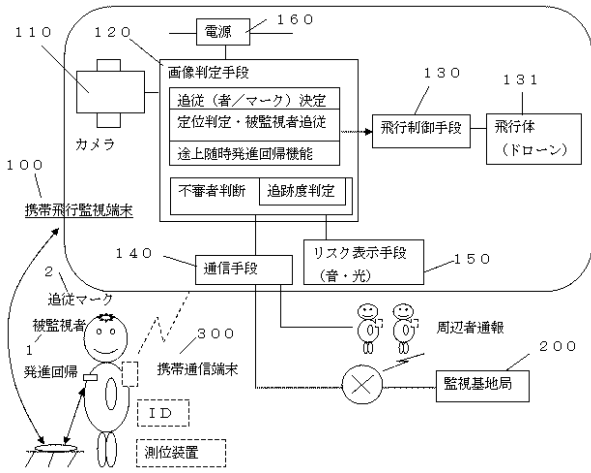 １６０
電源
１１０
１２０
画像判定手段
１３０
１３１
追従（者／マーク）決定
定位判定・被監視者追従
途上随時発進回帰機能
飛行制御手段
飛行体
（ドローン）
カメラ
１００
不審者判断
追跡度判定
携帯飛行監視端末
１４０
通信手段
リスク表示手段
（音・光）
１５０
２
追従マーク
被監視者
１
３００
周辺者通報
２００
発進回帰
携帯通信端末
監視基地局
ＩＤ
測位装置